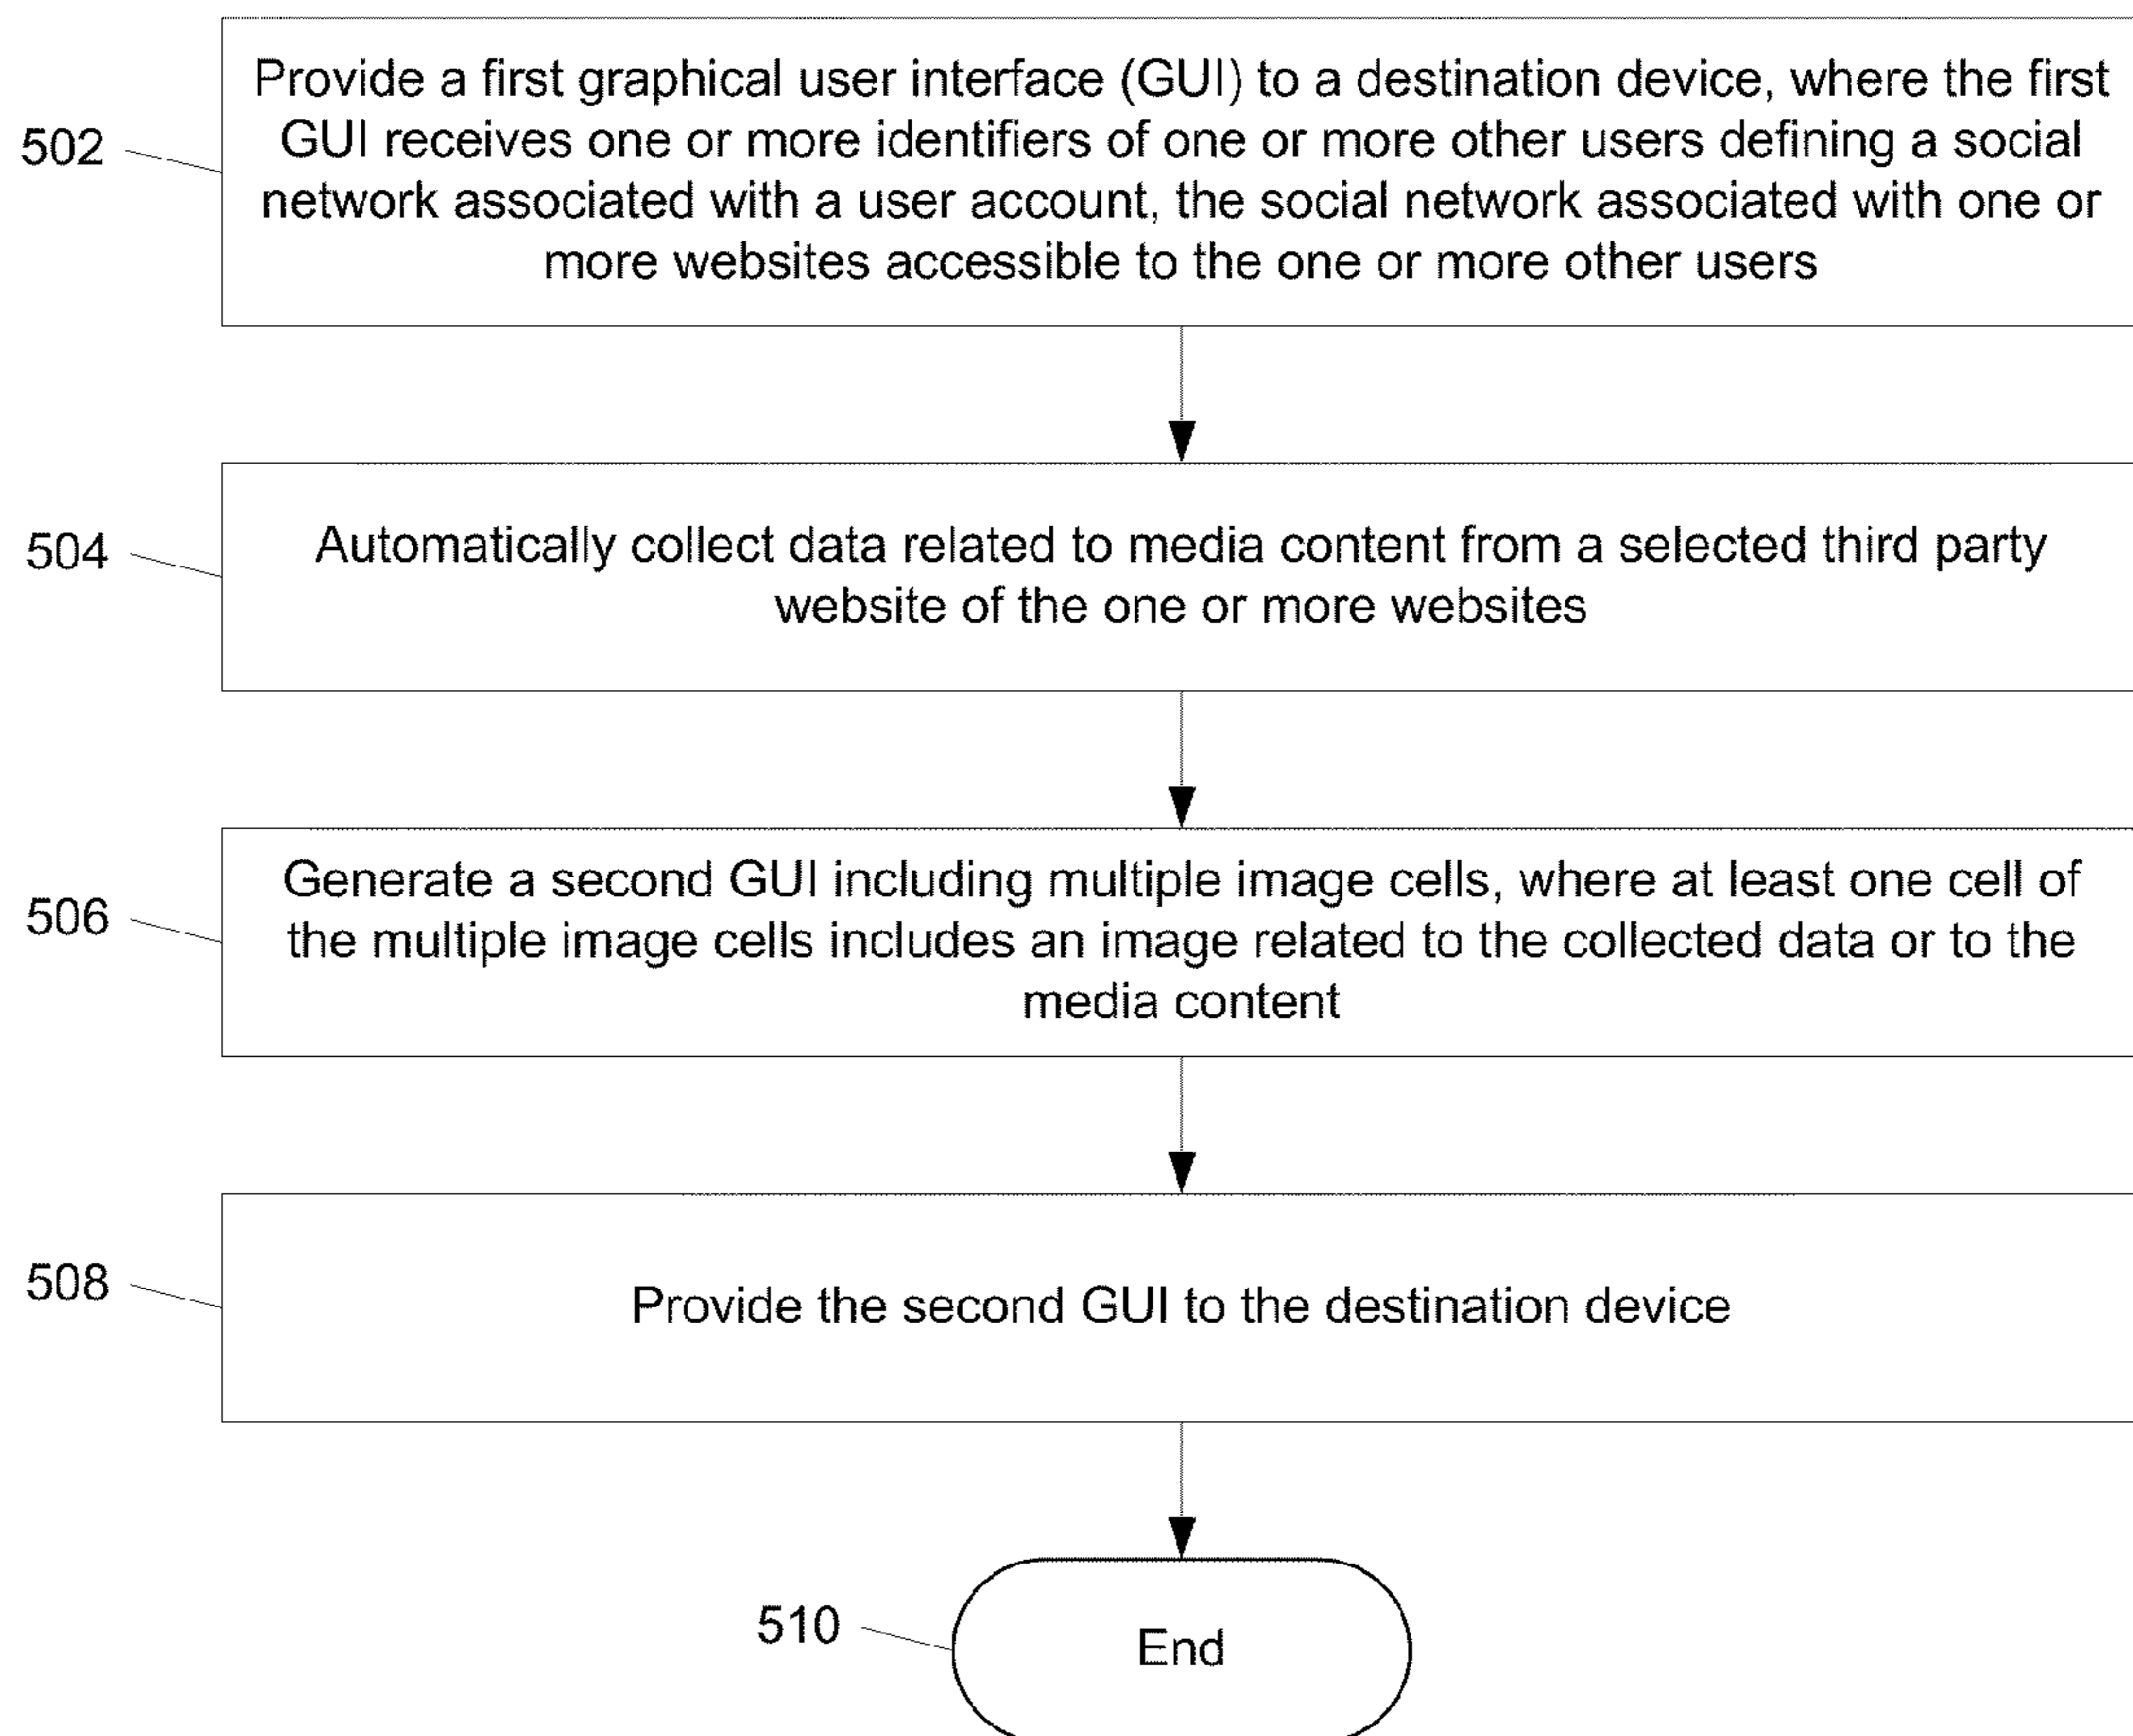 502
Provide a first graphical user interface (GUI) to a destination device, where the first
GUI receives one or more identifiers of one or more other users defining a social
network associated with a user account, the social network associated with one or
more websites accessible to the one or more other users
504
Automatically collect data related to media content from a selected third party
website of the one or more websites
506
Generate a second GUI including multiple image cells, where at least one cell of
the multiple image cells includes an image related to the collected data or to the
media content
508
Provide the second GUI to the destination device
510
End